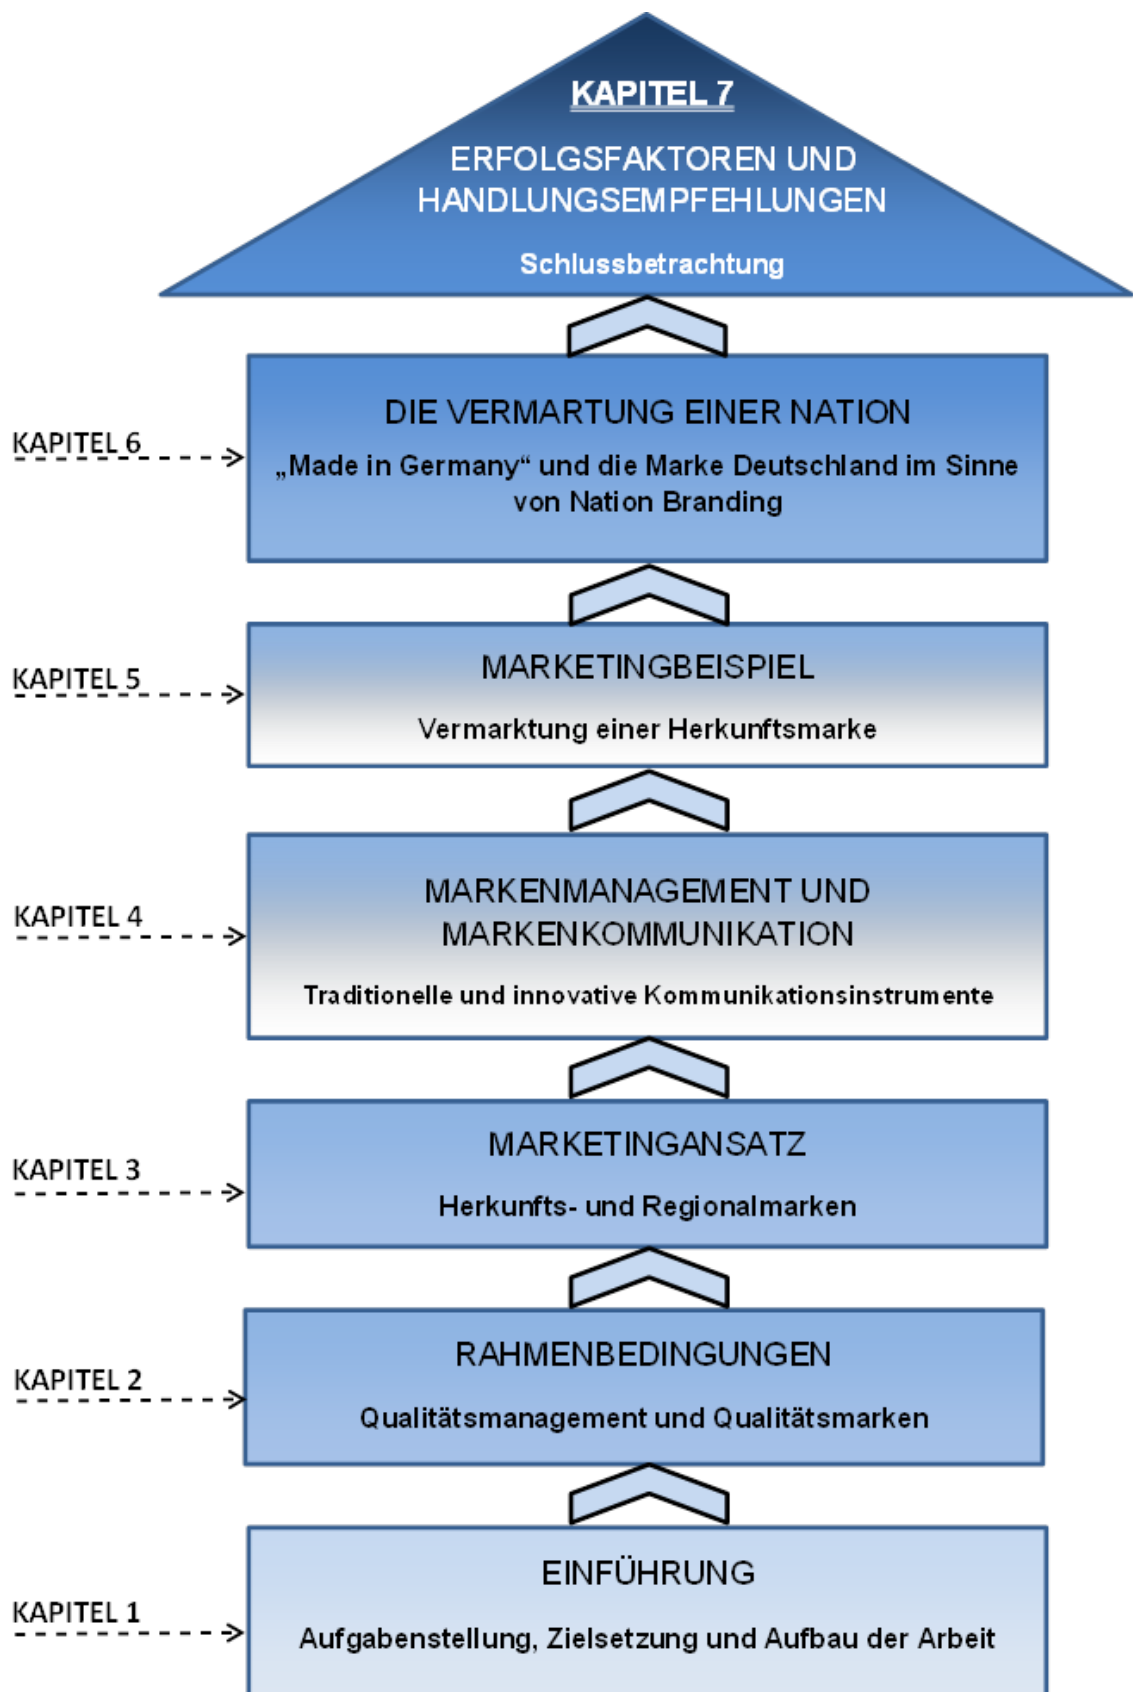 KAPITEL 7
ERFOLGSFAKTOREN UND
HANDLUNGSEMPFEHLUNGEN
Schlussbetrachtung
KAPITEL 6
DIE VERMARTUNG EINER NATION
„Made in Germany“ und die Marke Deutschland im Sinne
von Nation Branding
KAPITEL 5
MARKETINGBEISPIEL
Vermarktung einer Herkunftsmarke
KAPITEL 4
MARKENMANAGEMENT UND
MARKENKOMMUNIKATION
Traditionelle und innovative Kommunikationsinstrumente
KAPITEL 3
MARKETINGANSATZ
Herkunfts- und Regionalmarken
KAPITEL 2
RAHMENBEDINGUNGEN
Qualitätsmanagement und Qualitätsmarken
KAPITEL 1
EINFÜHRUNG
Aufgabenstellung, Zielsetzung und Aufbau der Arbeit